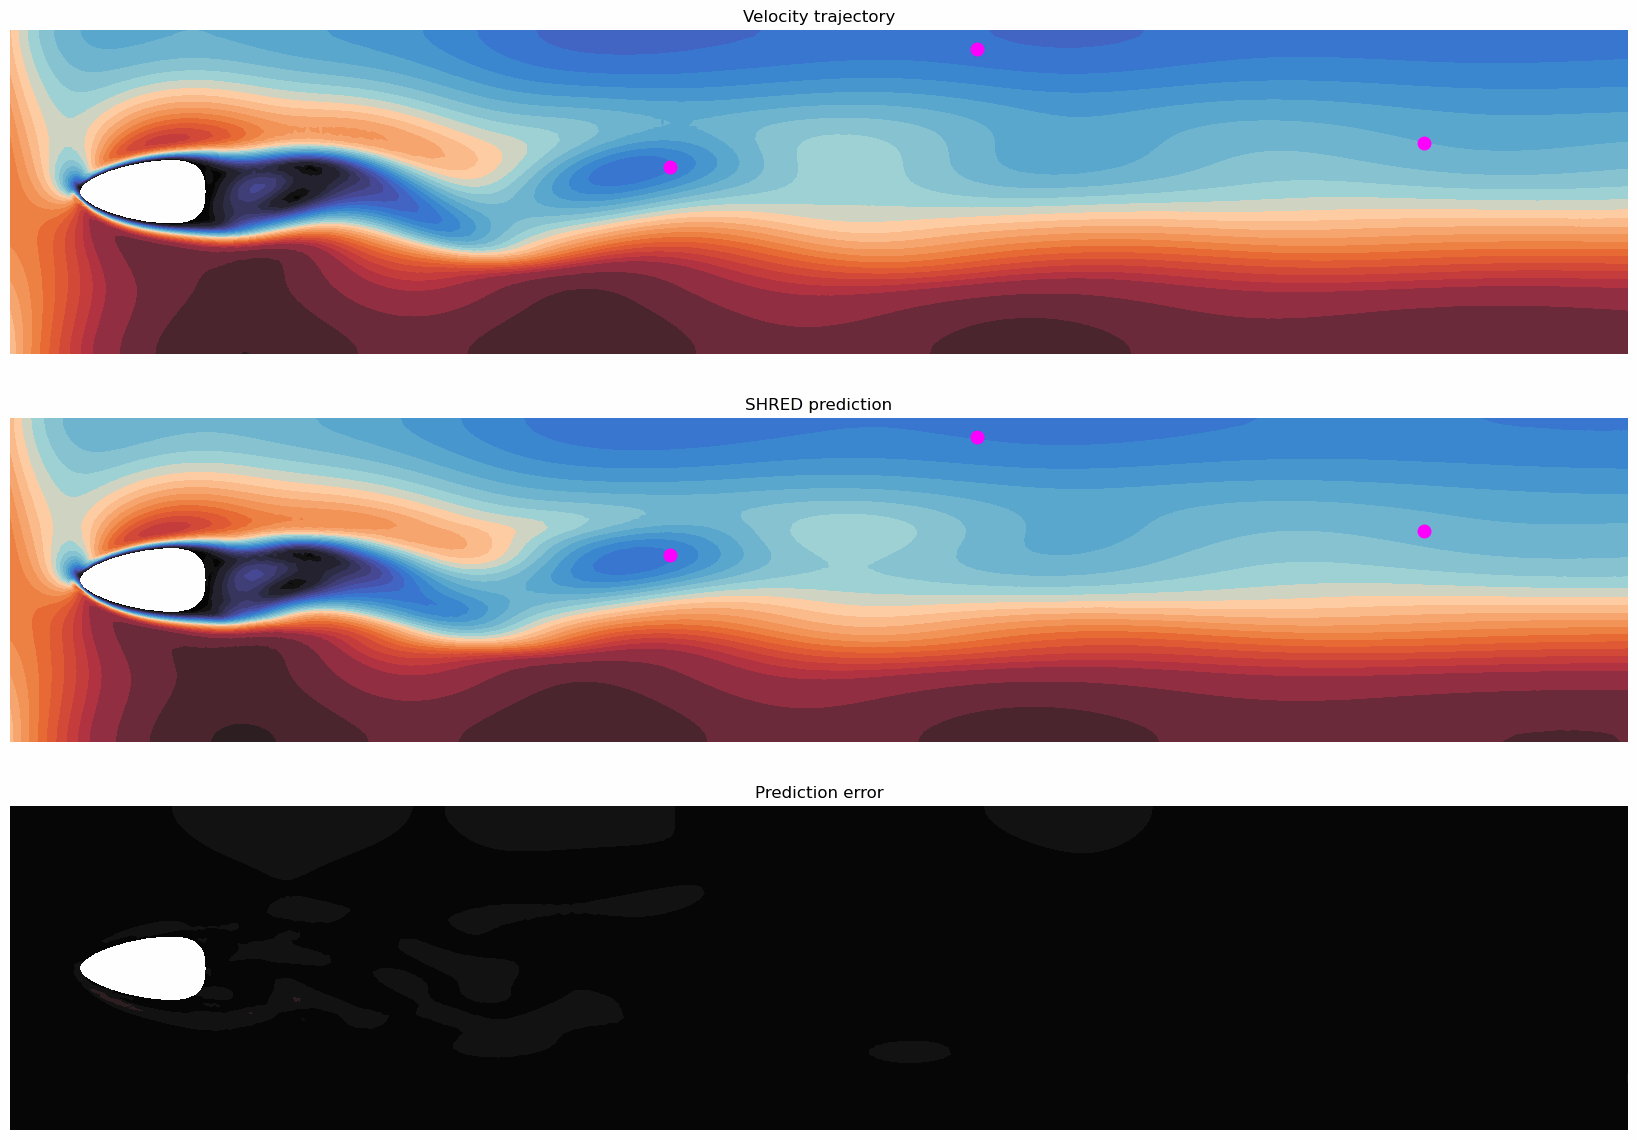 Velocity trajectory
SHRED prediction
Prediction error